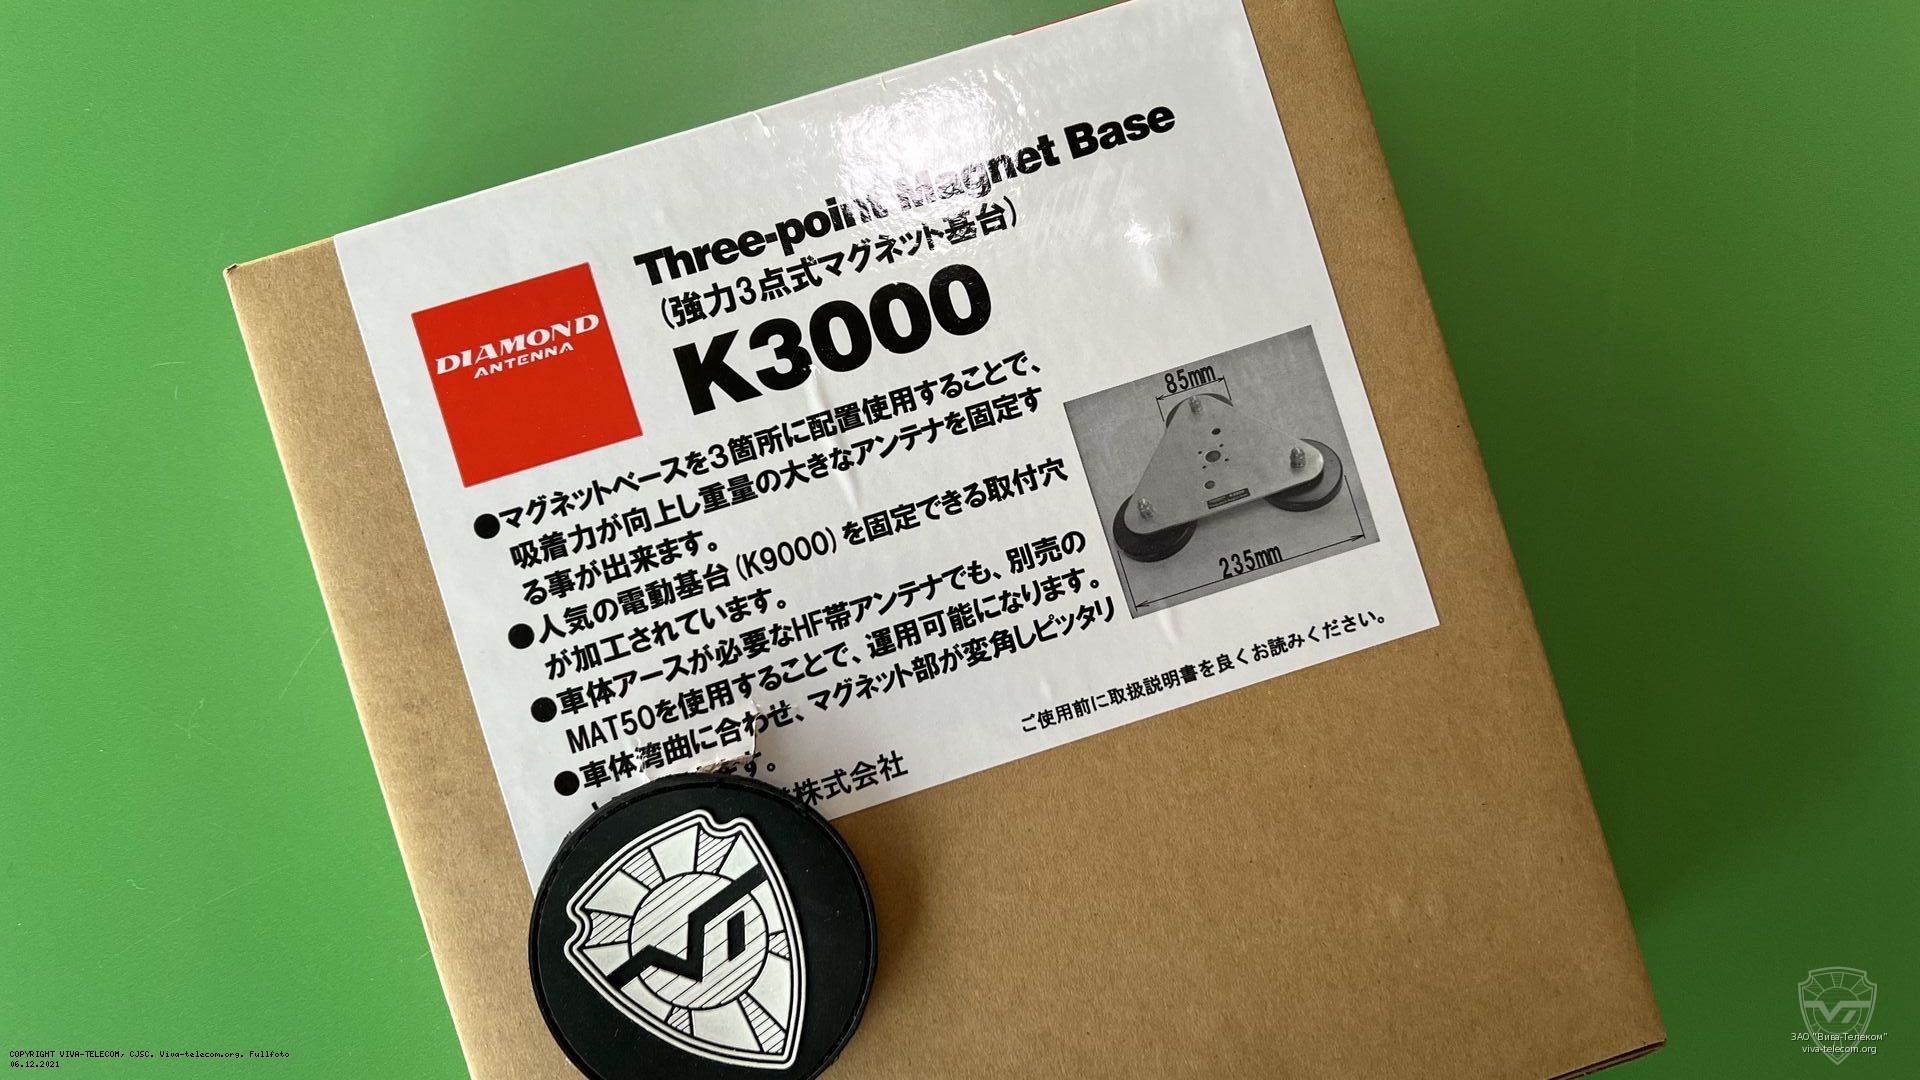 Three-point Magnet Base
(強力3点式マグネット基台)
K3000
DIAMOND
ANTENNA
●マグネットベースを3箇所に配置使用することで、
吸着力が向上し重量の大きなアンテナを固定す
る事が出来ます。
●人気の電動基台(K9000)を固定できる取付穴
が加工されています。
●車体アースが必要なHF帯アンテナでも、別売の
MAT50を使用することで、運用可能になります。
●車体湾曲に合わせ、マグネット部が変角しピッタリ
ます。
株式会社
85mm
235mm
ご使用前に取扱説明書を良くお読みください。
COPYRIGHT VIVA-TELECOM, CJSC. Viva-telecom.org. Fullfoto
06.12.2021
ЗАО "Вива-Телеком"
viva-telecom.org